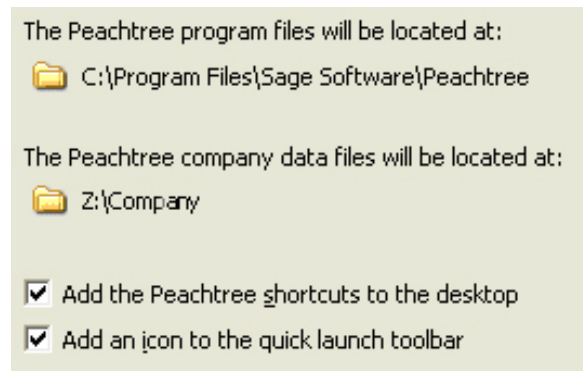 The Peachtree program files will be located at:
C:\Program Files\Sage Software\Peachtree
The Peachtree company data files will be located at:
Z:\Company
Add the Peachtree shortcuts to the desktop
Add an icon to the quick launch toolbar